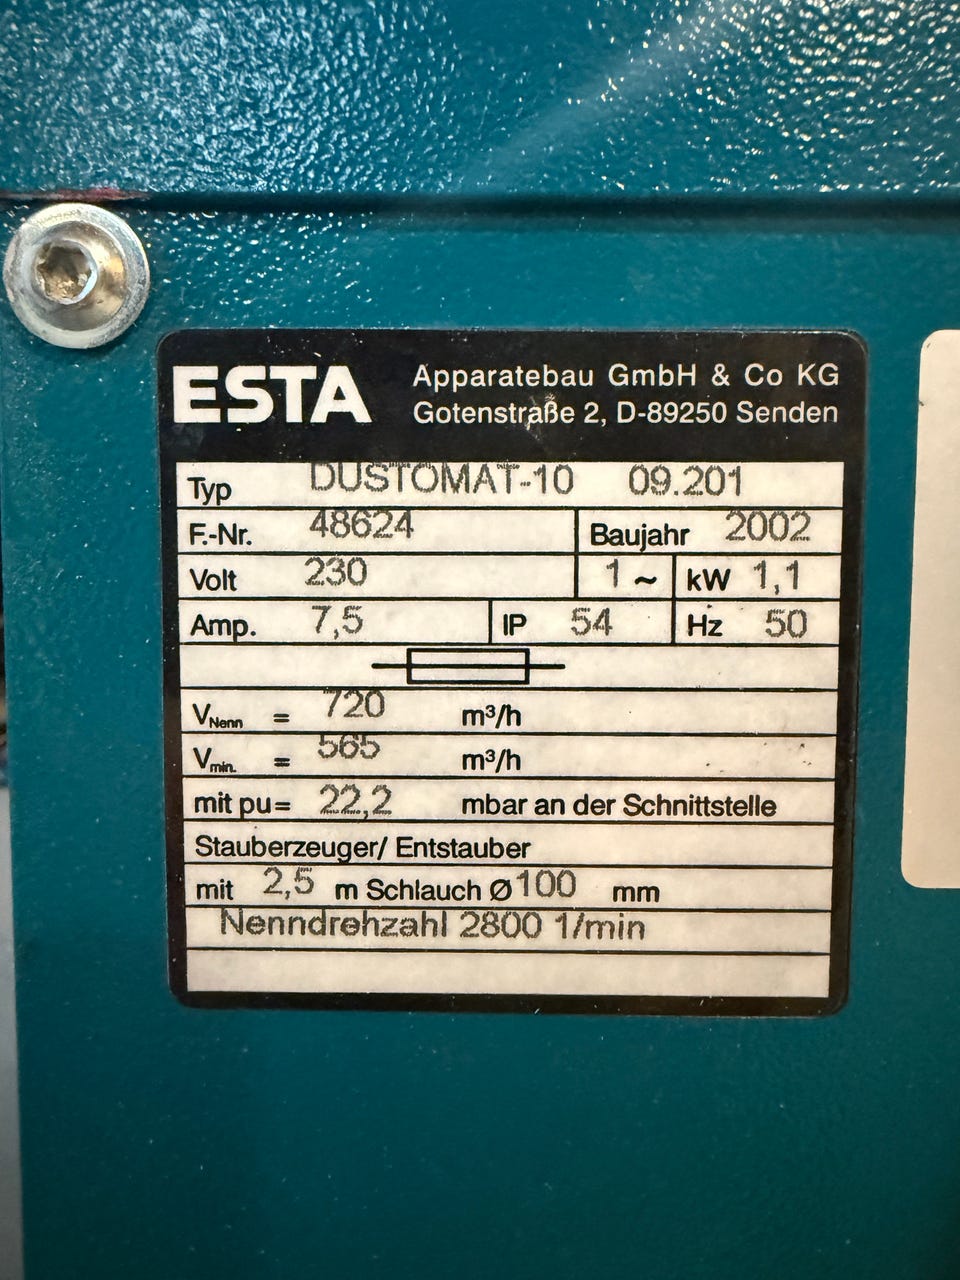 ESTA Apparatebau GmbH & Co KG
Gotenstraße 2, D-89250 Senden
Typ DUSTOMAT-10 09.201
F.-Nr. 48624 Baujahr 2002
Volt 230 1 ~ kW 1,1
Amp. 7,5 IP 54 Hz 50
VNenn = 720 m³/h
Vmin. = 565 m³/h
mit pu= 22,2 mbar an der Schnittstelle
Stauberzeuger/ Entstauber
mit 2,5 m Schlauch Ø 100 mm
Nenndrehzahl 2800 1/min